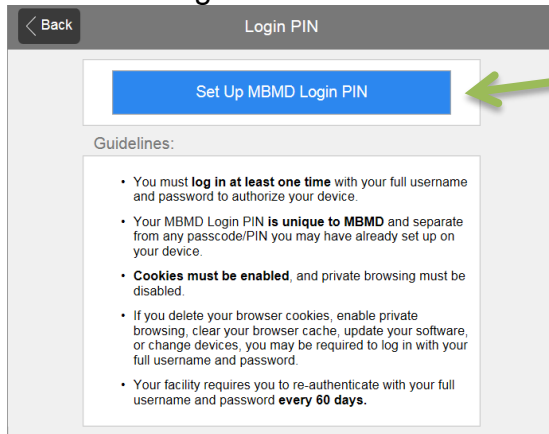 Back
Login PIN
Set Up MBMD Login PIN
Guidelines:
• You must log in at least one time with your full username
and password to authorize your device.
• Your MBMD Login PIN is unique to MBMD and separate
from any passcode/PIN you may have already set up on
your device.
• Cookies must be enabled, and private browsing must be
disabled.
• If you delete your browser cookies, enable private
browsing, clear your browser cache, update your software,
or change devices, you may be required to log in with your
full username and password.
• Your facility requires you to re-authenticate with your full
username and password every 60 days.